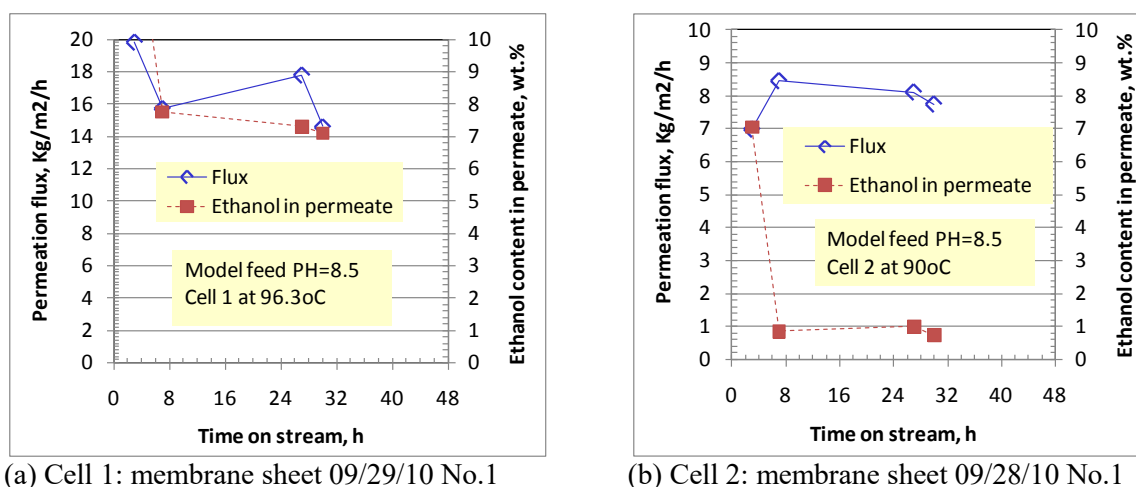 Permeation flux, Kg/m2/h
20
18
16
14
12
10
8
6
4
2
0
Flux
Ethanol in permeate
Model feed PH=8.5
Cell 1 at 96.3oC
10
9
8
7
6
5
4
3
2
1
0
Ethanol content in permeate, wt.%
0 8 16 24 32 40 48
Time on stream, h
(a) Cell 1: membrane sheet 09/29/10 No.1
Permeation flux, Kg/m2/h
10
9
8
7
6
5
4
3
2
1
0
Flux
Ethanol in permeate
Model feed PH=8.5
Cell 2 at 90oC
10
9
8
7
6
5
4
3
2
1
0
Ethanol content in permeate, wt.%
0 8 16 24 32 40 48
Time on stream, h
(b) Cell 2: membrane sheet 09/28/10 No.1